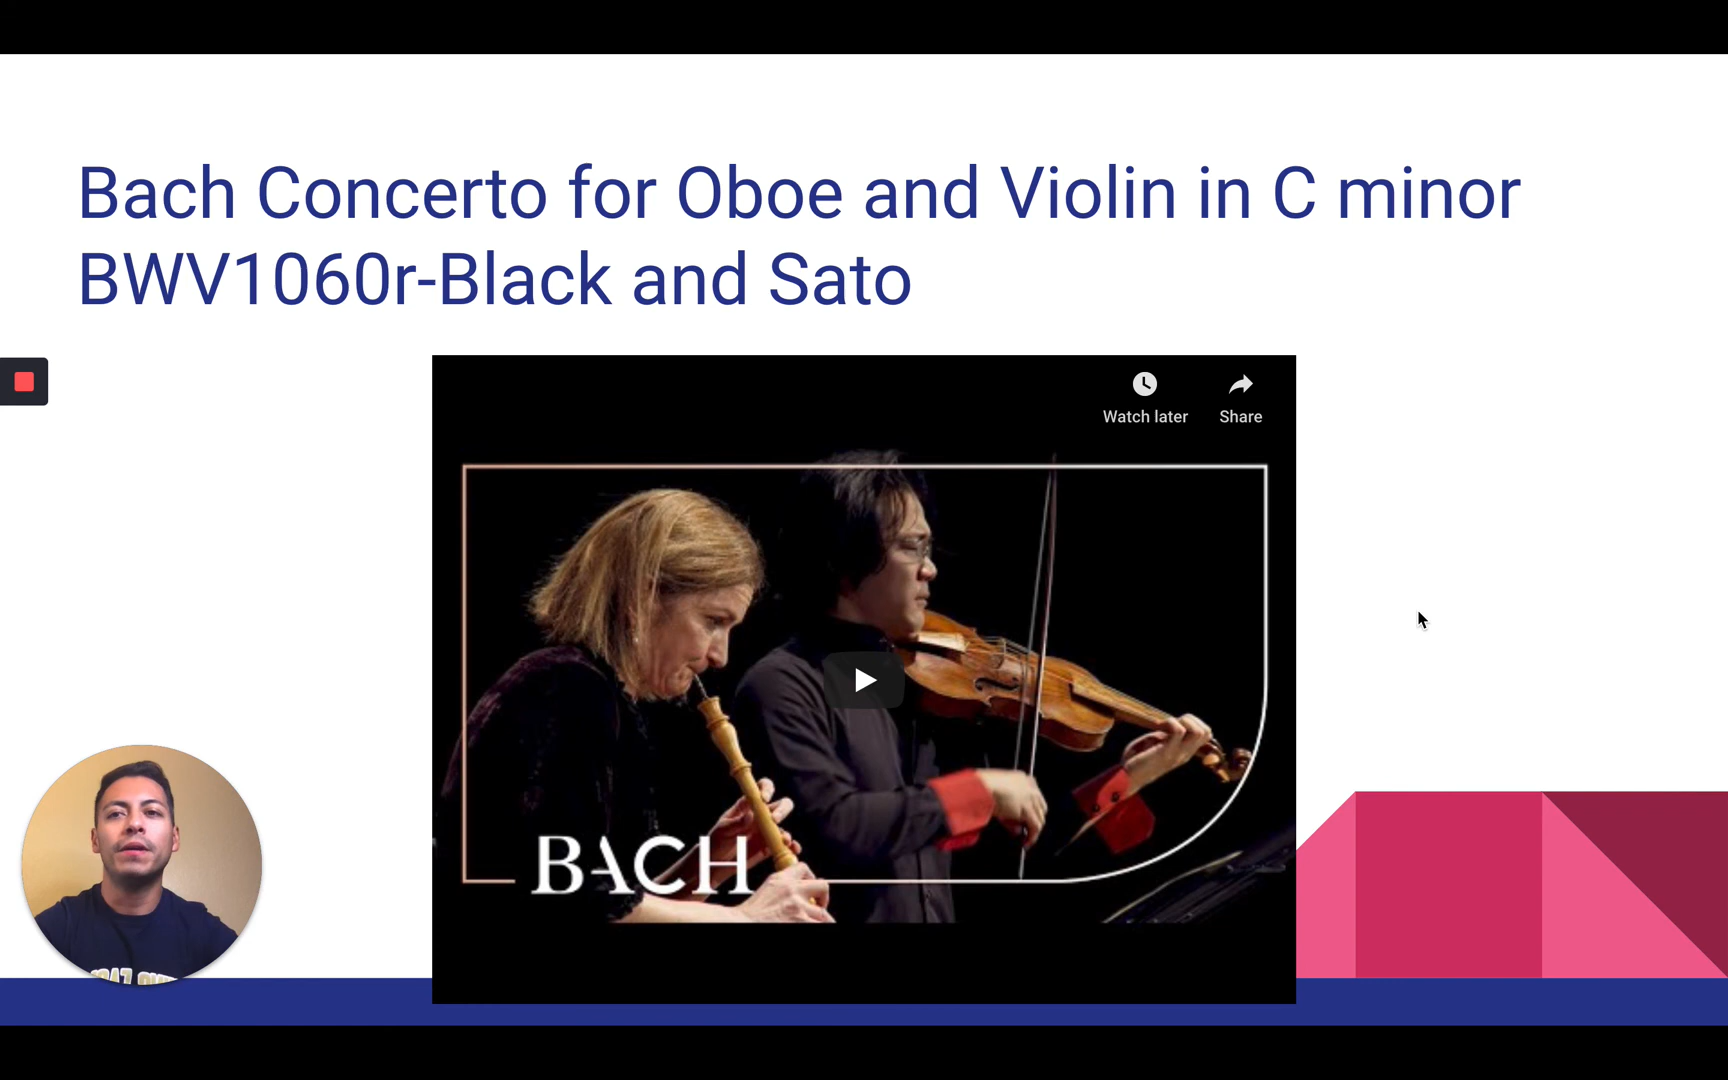 Bach Concerto for Oboe and Violin in C minor
BWV1060r-Black and Sato
Watch later
Share
BACH